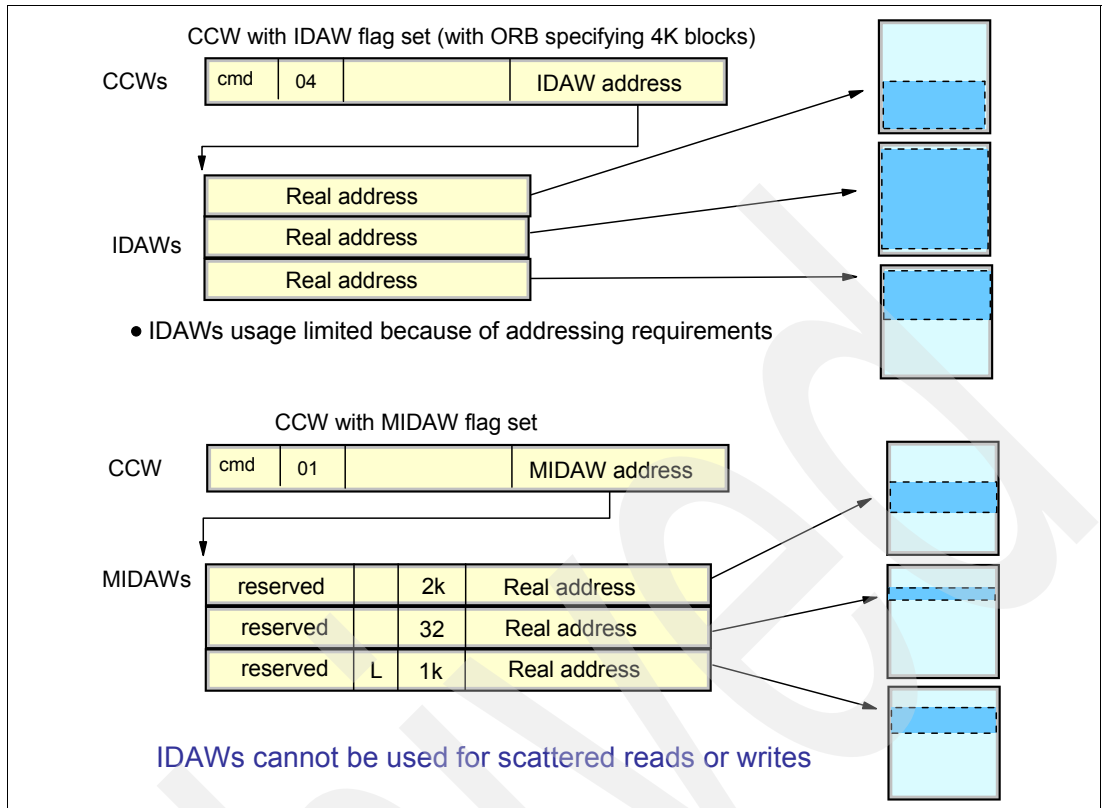 CCW with IDAW flag set (with ORB specifying 4K blocks)
CCWs cmd 04 IDAW address
Real address
IDAWs Real address
Real address
● IDAWs usage limited because of addressing requirements
CCW with MIDAW flag set
CCW cmd 01 MIDAW address
MIDAWs reserved 2k Real address
reserved 32 Real address
reserved L 1k Real address
IDAWs cannot be used for scattered reads or writes